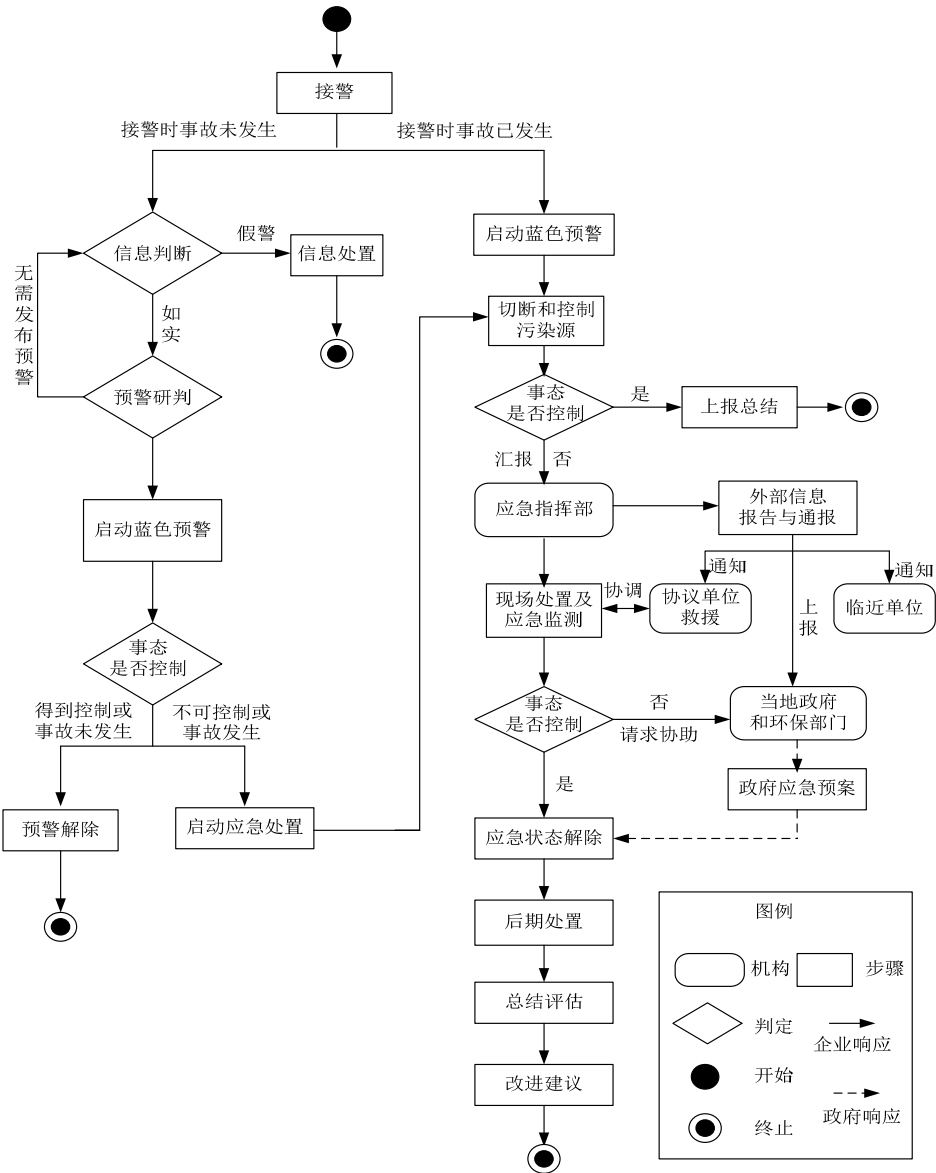 接警
接警时事故未发生
接警时事故已发生
信息判断
假警
信息处置
无需发布预警
如实
预警研判
启动蓝色预警
事态
是否控制
得到控制或
事故未发生
不可控制或
事故发生
预警解除
启动应急处置
启动蓝色预警
切断和控制
污染源
事态
是否控制
是
上报总结
汇报
否
应急指挥部
外部信息
报告与通报
通知
通知
现场处置及
应急监测
协调
协议单位
救援
上报
临近单位
事态
是否控制
否
请求协助
当地政府
和环保部门
是
政府应急预案
应急状态解除
后期处置
总结评估
改进建议
图例
机构
步骤
判定
企业响应
开始
政府响应
终止